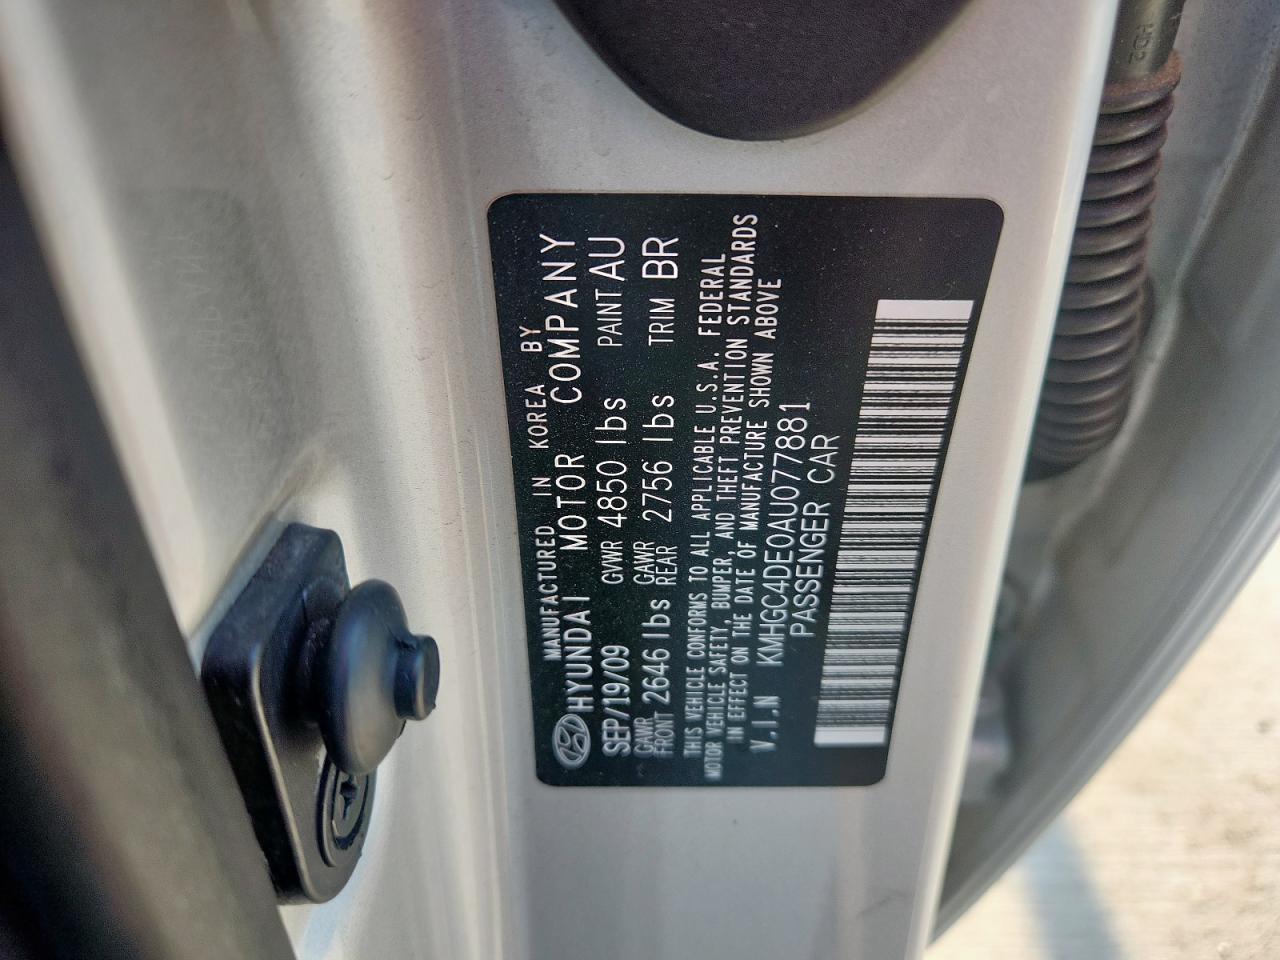 MANUFACTURED IN KOREA BY
HYUNDAI MOTOR COMPANY
SEP/19/09 GVWR 4850 lbs PAINT AU
GAWR FRONT 2646 lbs GAWR REAR 2756 lbs TRIM BR
THIS VEHICLE CONFORMS TO ALL APPLICABLE U.S.A. FEDERAL
MOTOR VEHICLE SAFETY, BUMPER, AND THEFT PREVENTION STANDARDS
IN EFFECT ON THE DATE OF MANUFACTURE SHOWN ABOVE
V.I.N KMHGC4DE0AU077881
PASSENGER CAR